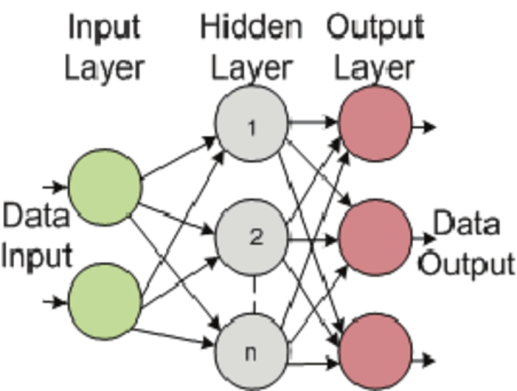 Input
Layer
Hidden
Layer
Output
Layer
1
Data
Input
2
Data
Output
n